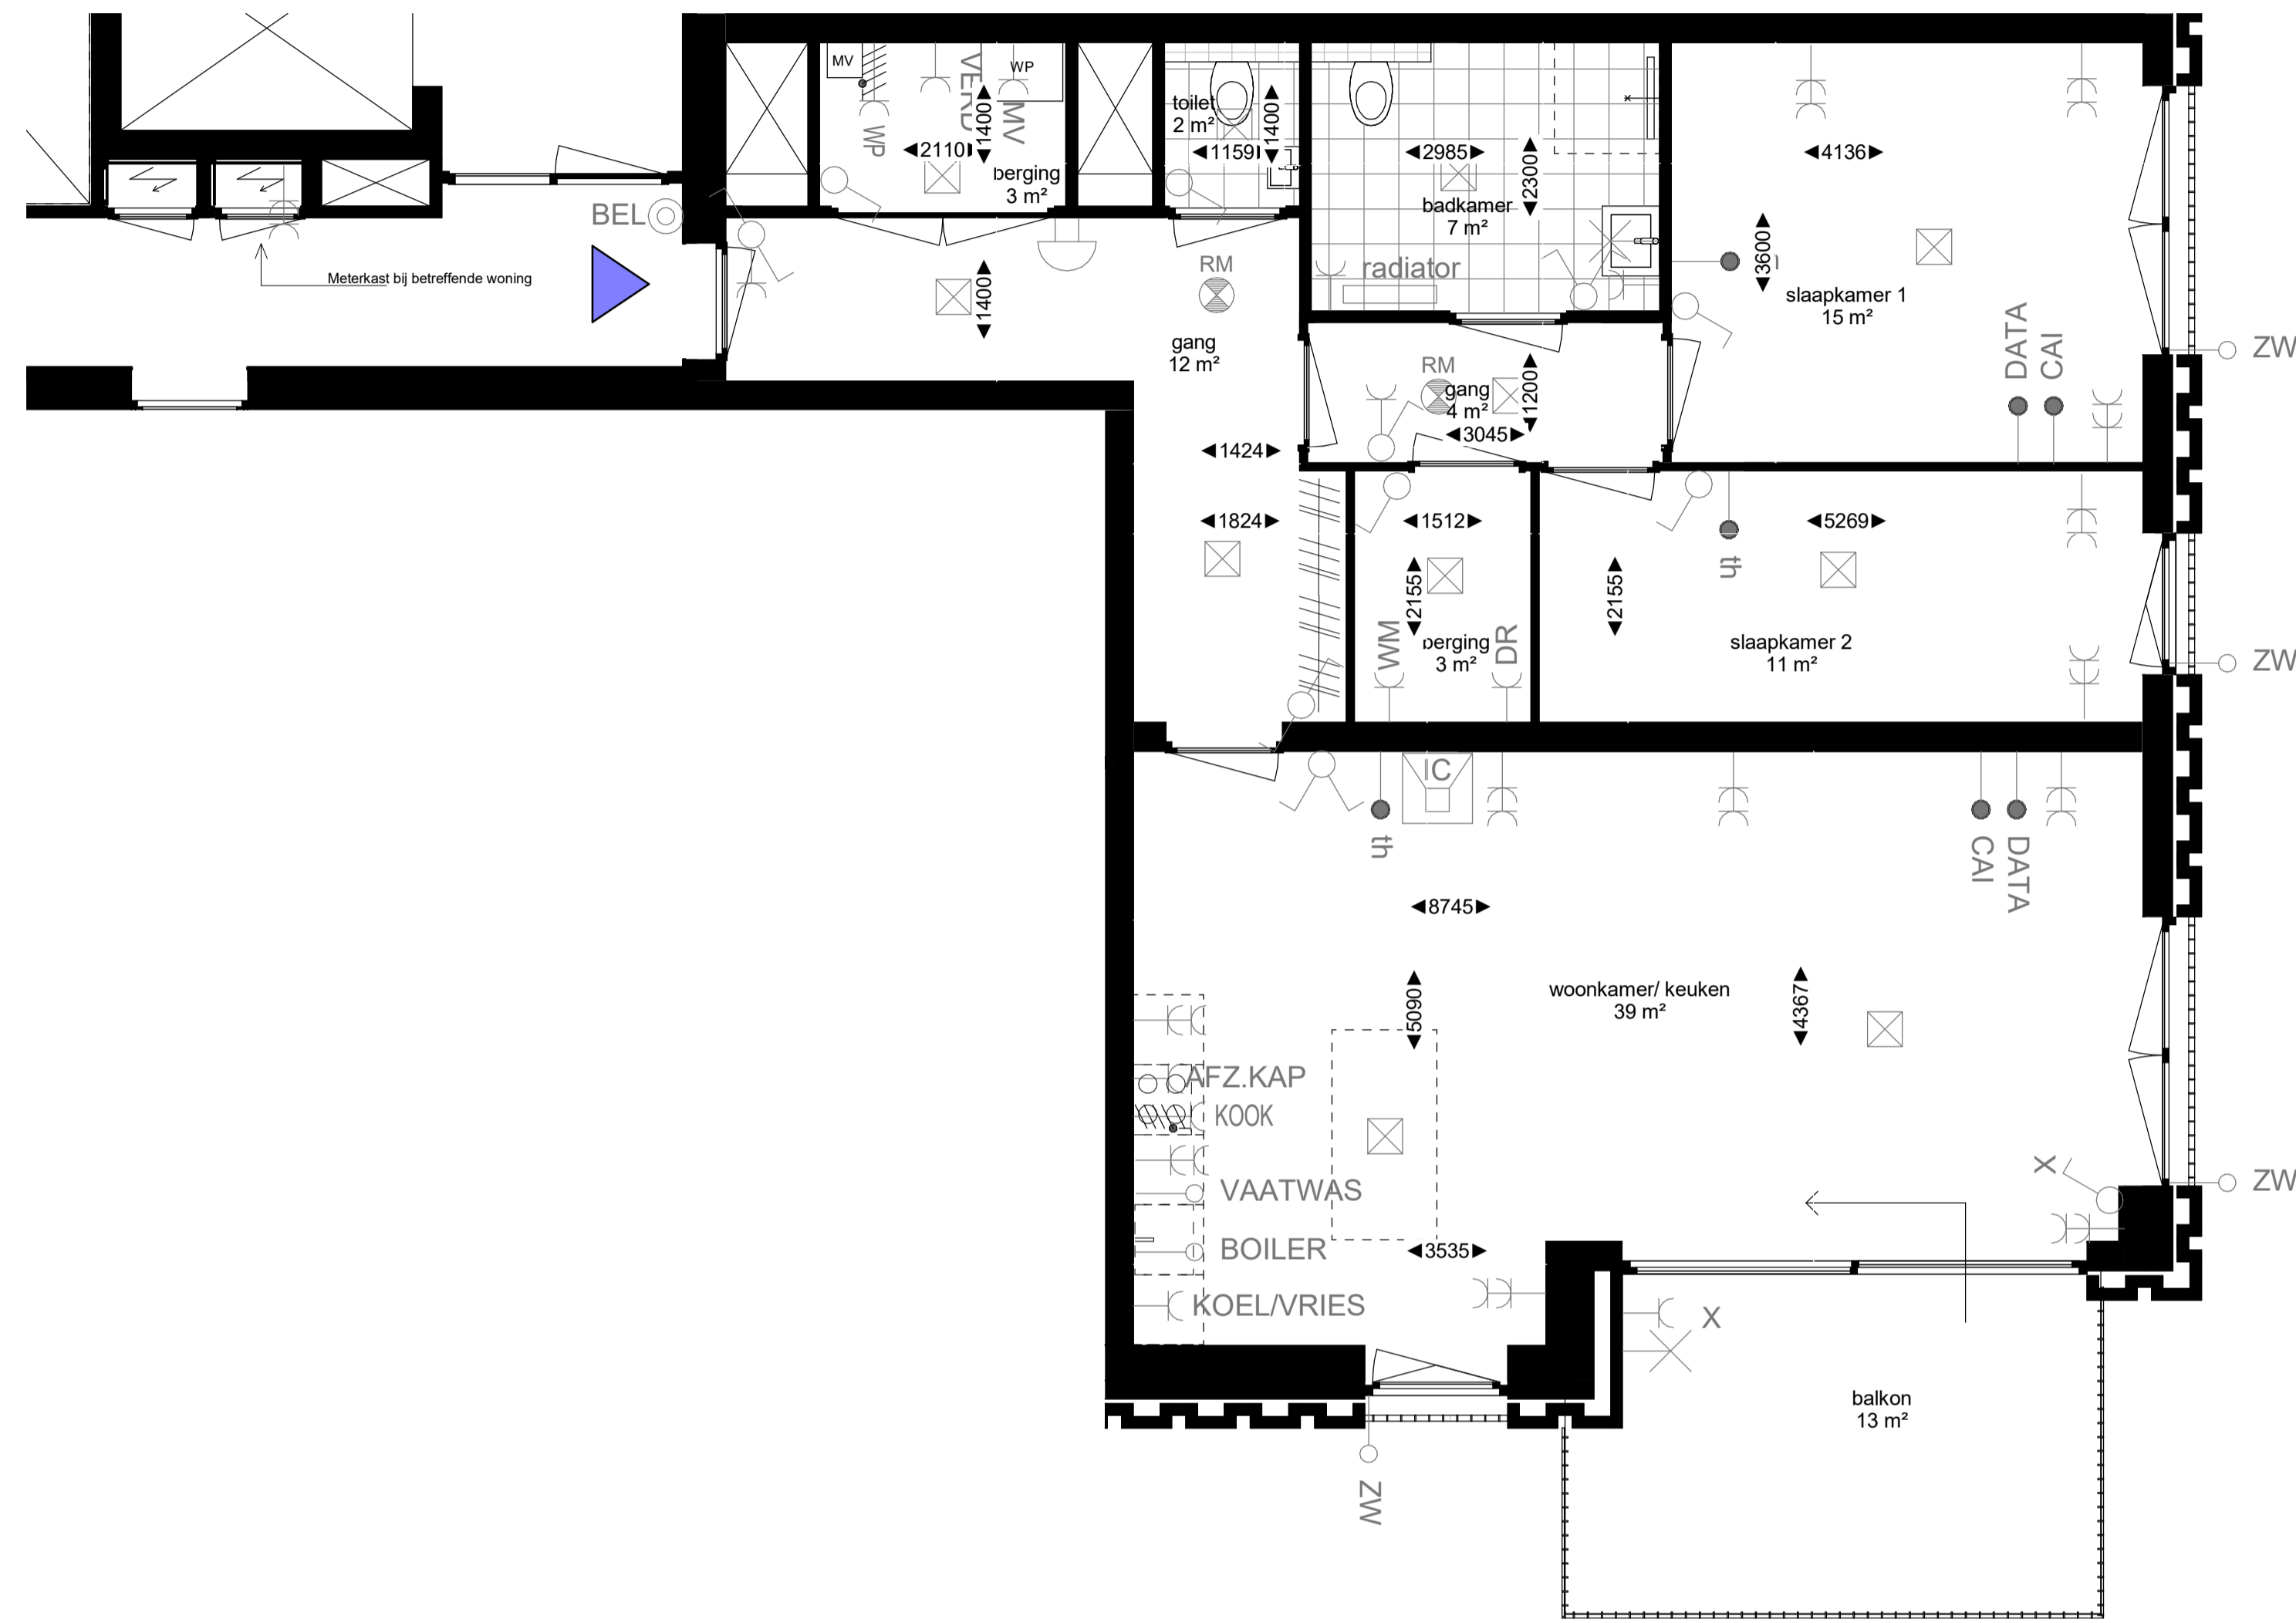 MV
WP
VERD
MV
WP
1400
2110
berging
3 m²
toilet
2 m²
1159
1400
2985
2300
badkamer
7 m²
radiator
4136
3600
slaapkamer 1
15 m²
DATA
CAI
ZW
BEL
Meterkast bij betreffende woning
1400
RM
gang
12 m²
RM
gang
4 m²
1200
3045
1424
1824
1512
2155
WM
berging
3 m²
DR
2155
th
5269
slaapkamer 2
11 m²
ZW
th
IC
CAI
DATA
8745
5090
woonkamer/ keuken
39 m²
4367
AFZ.KAP
KOOK
VAATWAS
BOILER
KOEL/VRIES
3535
X
ZW
X
balkon
13 m²
ZW